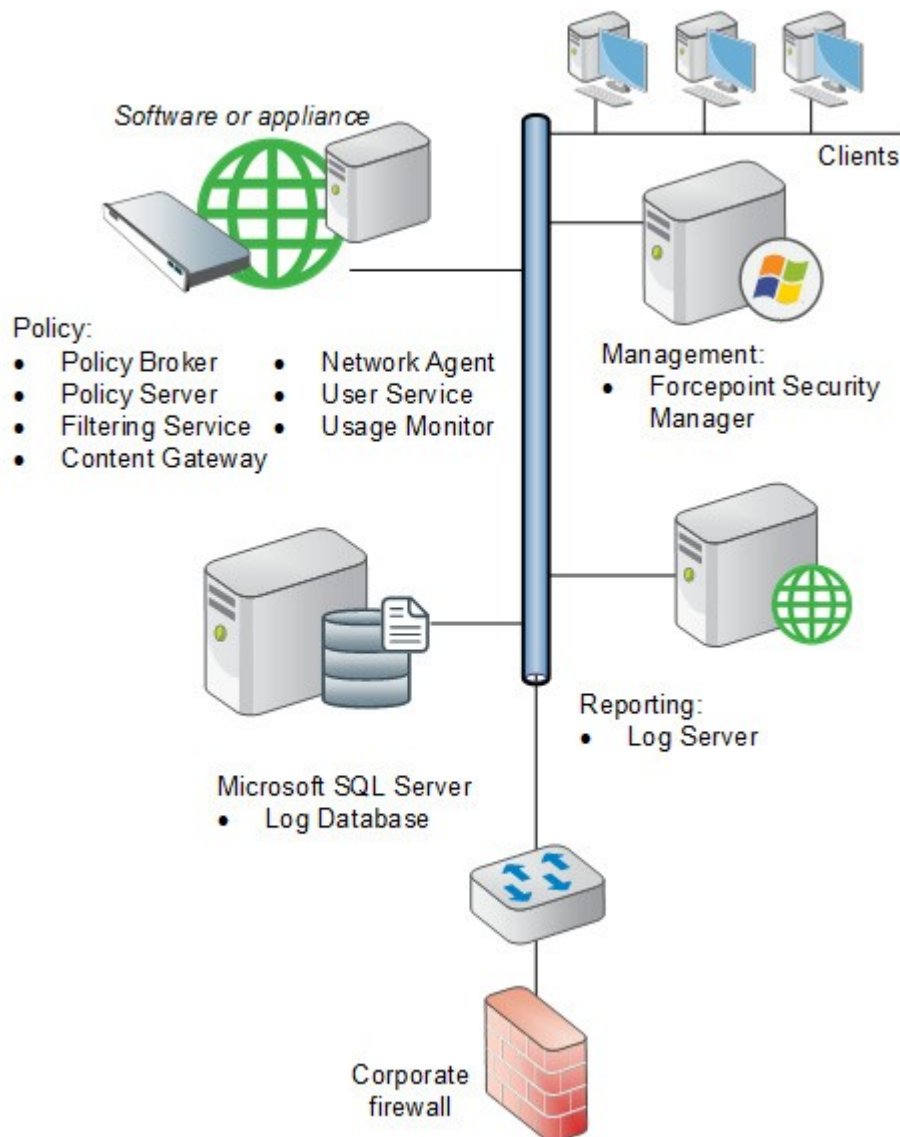 Software or appliance
Clients
Policy:
• Policy Broker
• Policy Server
• Filtering Service
• Content Gateway
• Network Agent
• User Service
• Usage Monitor
Management:
• Forcepoint Security
Manager
Microsoft SQL Server
• Log Database
Reporting:
• Log Server
Corporate
firewall